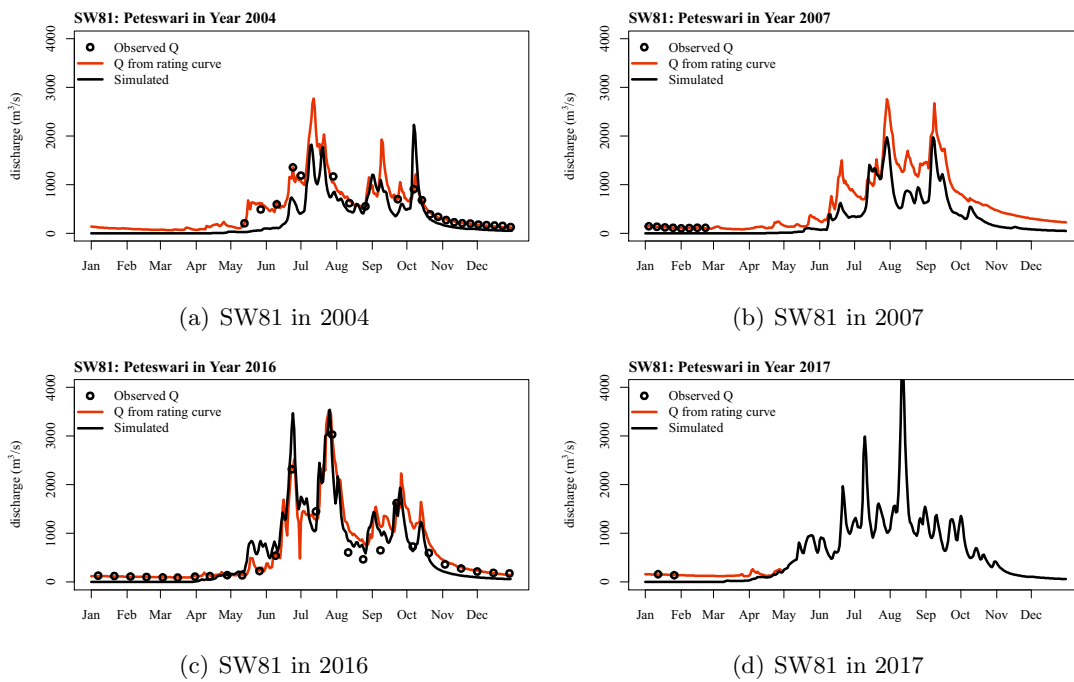 SW81: Peteswari in Year 2004
discharge (m³/s)
4000
3000
2000
1000
0
Observed Q
Q from rating curve
Simulated
Jan Feb Mar Apr May Jun Jul Aug Sep Oct Nov Dec
(a) SW81 in 2004
SW81: Peteswari in Year 2007
discharge (m³/s)
4000
3000
2000
1000
0
Observed Q
Q from rating curve
Simulated
Jan Feb Mar Apr May Jun Jul Aug Sep Oct Nov Dec
(b) SW81 in 2007
SW81: Peteswari in Year 2016
discharge (m³/s)
4000
3000
2000
1000
0
Observed Q
Q from rating curve
Simulated
Jan Feb Mar Apr May Jun Jul Aug Sep Oct Nov Dec
(c) SW81 in 2016
SW81: Peteswari in Year 2017
discharge (m³/s)
4000
3000
2000
1000
0
Observed Q
Q from rating curve
Simulated
Jan Feb Mar Apr May Jun Jul Aug Sep Oct Nov Dec
(d) SW81 in 2017